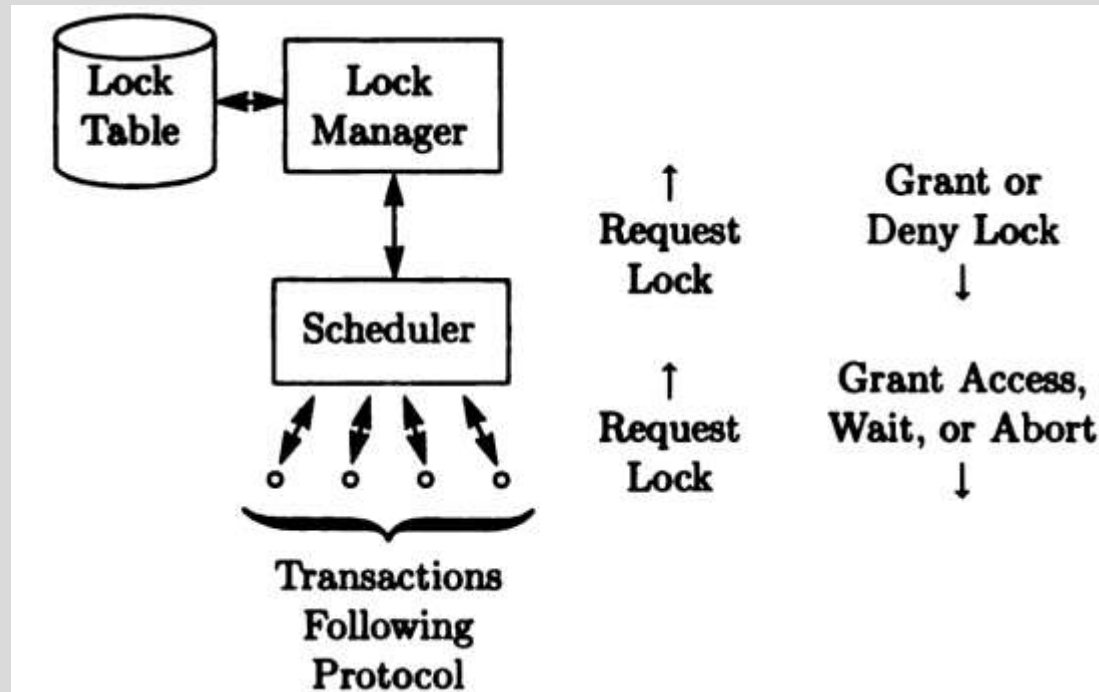 Lock
Table
Lock
Manager
↑
Request
Lock
Grant or
Deny Lock
↓
Scheduler
↑
Request
Lock
Grant Access,
Wait, or Abort
↓
Transactions
Following
Protocol